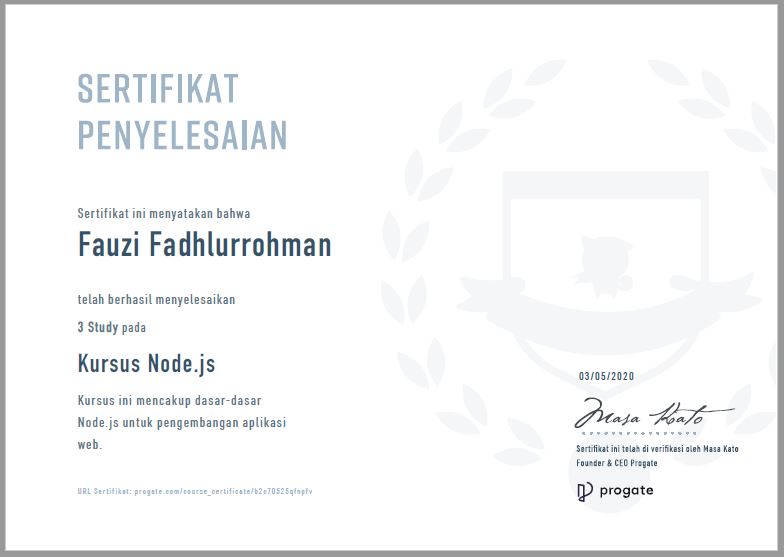 SERTIFIKAT
PENYELESAIAN
Sertifikat ini menyatakan bahwa
Fauzi Fadhlurrohman
telah berhasil menyelesaikan
3 Study pada
Kursus Node.js
Kursus ini mencakup dasar-dasar
Node.js untuk pengembangan aplikasi
web.
03/05/2020
Masa Kato
Sertifikat ini telah di verifikasi oleh Masa Kato
Founder & CEO Progate
progate
URL Sertifikat: progate.com/course_certificate/b2e70525qfnpfv